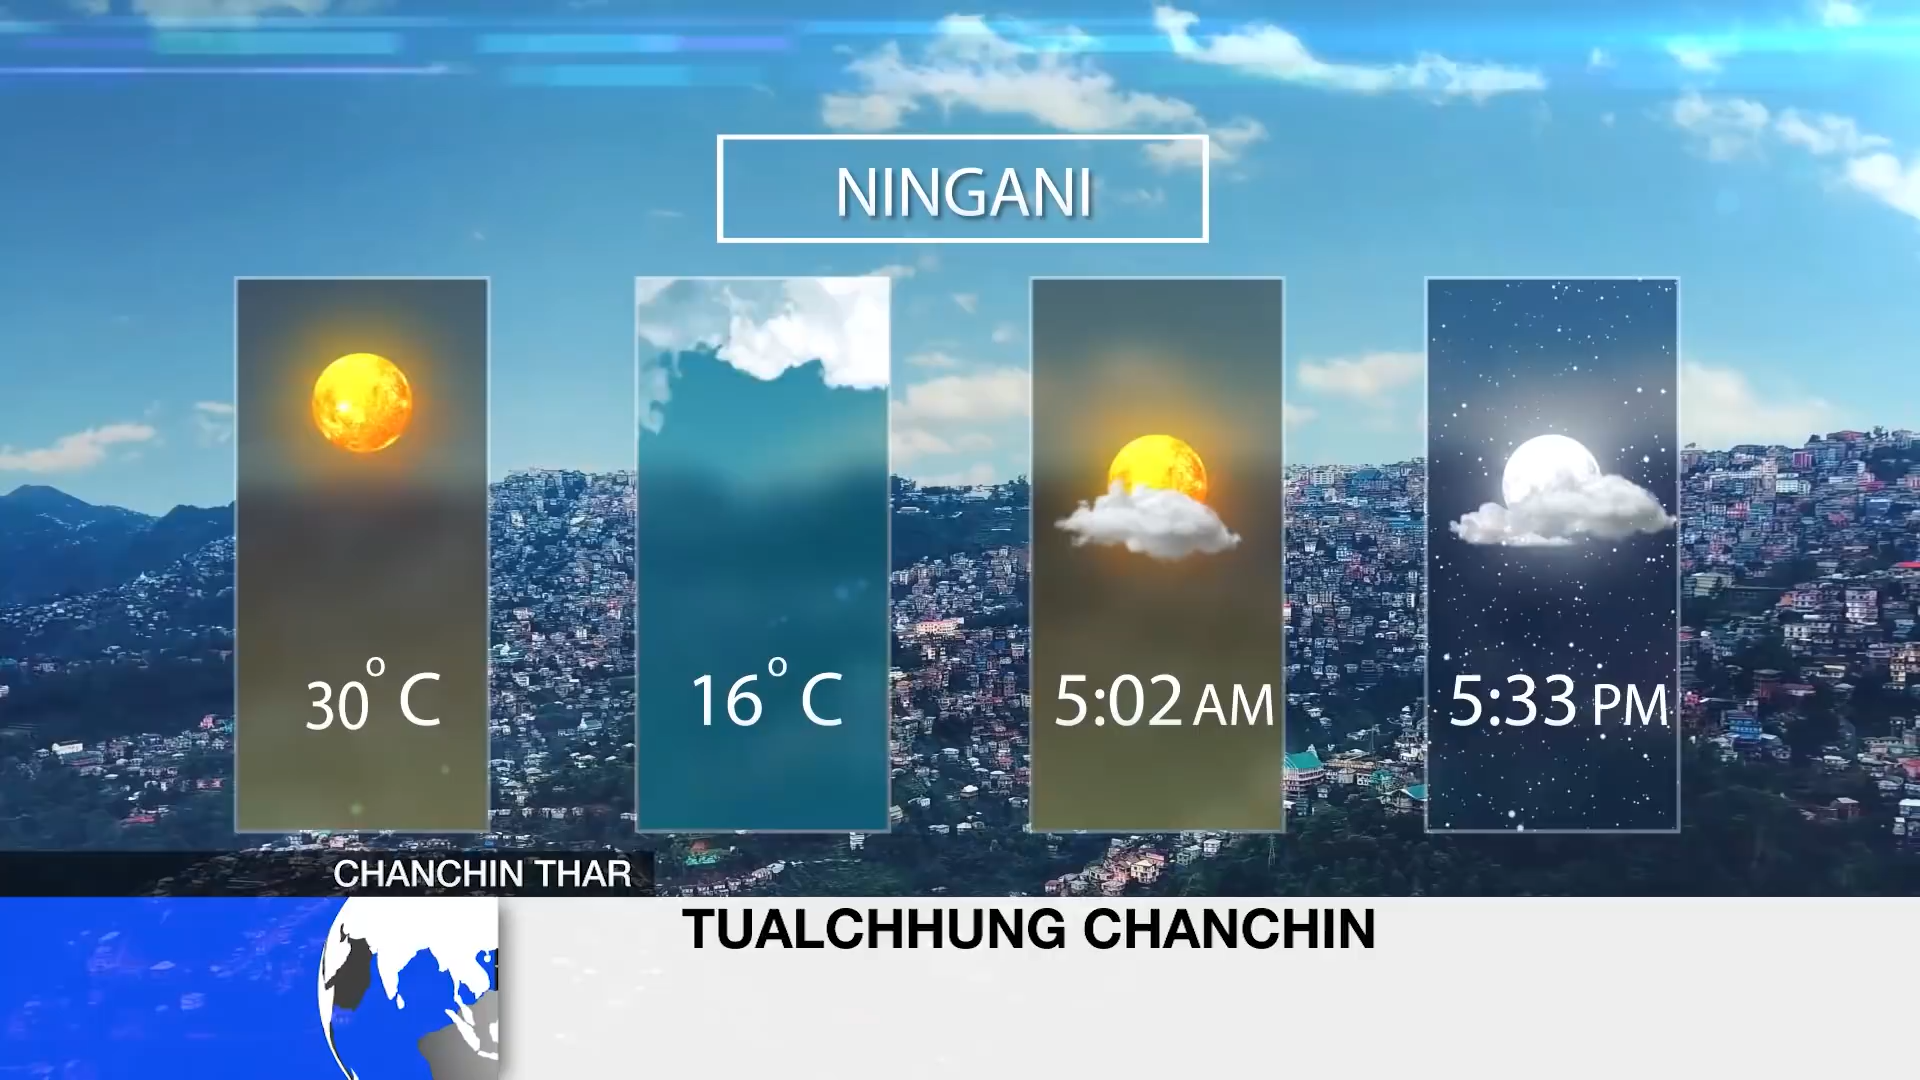 NINGANI
30° C
16° C
5:02 AM
5:33 PM
CHANCHIN THAR
TUALCHHUNG CHANCHIN